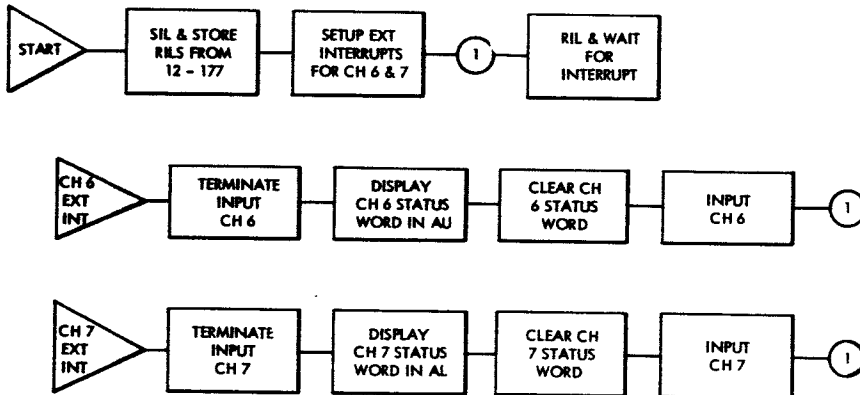 START
SIL & STORE
RILS FROM
12 - 177
SETUP EXT
INTERRUPTS
FOR CH 6 & 7
1
RIL & WAIT
FOR
INTERRUPT
CH 6
EXT
INT
TERMINATE
INPUT
CH 6
DISPLAY
CH 6 STATUS
WORD IN AU
CLEAR CH
6 STATUS
WORD
INPUT
CH 6
1
CH 7
EXT
INT
TERMINATE
INPUT
CH 7
DISPLAY
CH 7 STATUS
WORD IN AL
CLEAR CH
7 STATUS
WORD
INPUT
CH 7
1